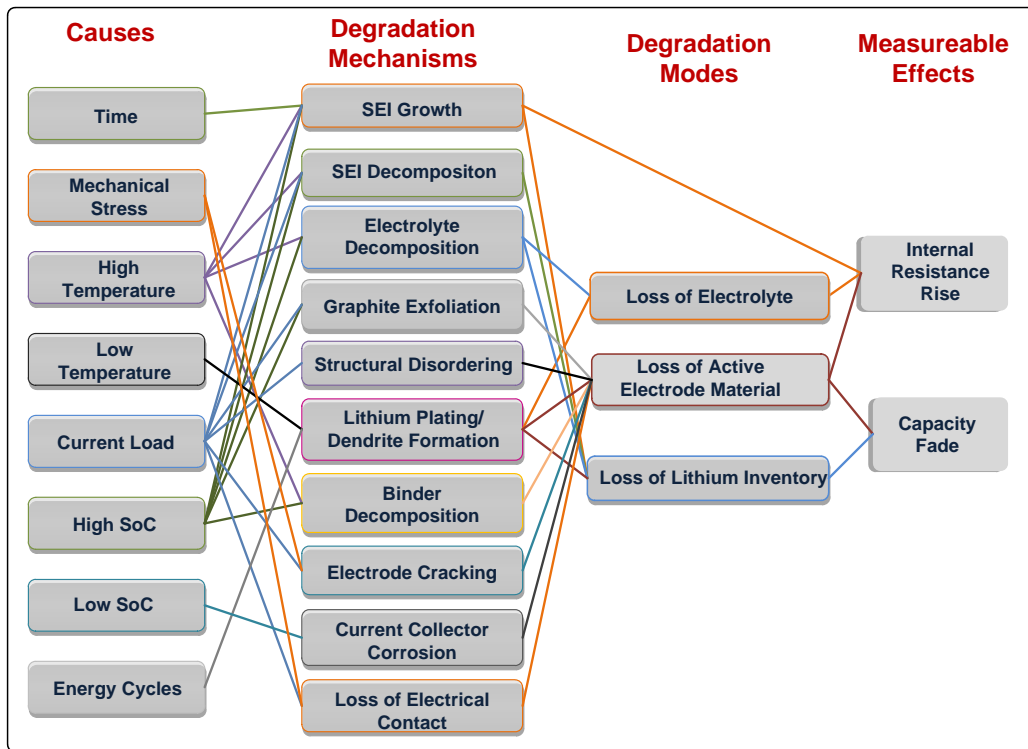 Causes
Degradation
Mechanisms
Degradation
Modes
Measureable
Effects
Time
Mechanical
Stress
High
Temperature
Low
Temperature
Current Load
High SoC
Low SoC
Energy Cycles
SEI Growth
SEI Decompositon
Electrolyte
Decomposition
Graphite Exfoliation
Structural Disordering
Lithium Plating/
Dendrite Formation
Binder
Decomposition
Electrode Cracking
Current Collector
Corrosion
Loss of Electrical
Contact
Loss of Electrolyte
Loss of Active
Electrode Material
Loss of Lithium Inventory
Internal
Resistance
Rise
Capacity
Fade